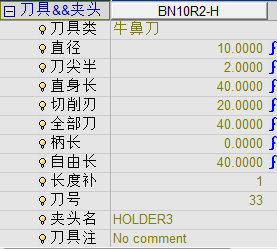 刀具&&夹头 BN10R2-H
刀具类 牛鼻刀
直径 10.0000 f
刀尖半 2.0000 f
直身长 40.0000 f
切削刃 20.0000 f
全部刀 40.0000 f
柄长 0.0000 f
自由长 40.0000 f
长度补 1
刀号 33
夹头名 HOLDER3
刀具注 No comment